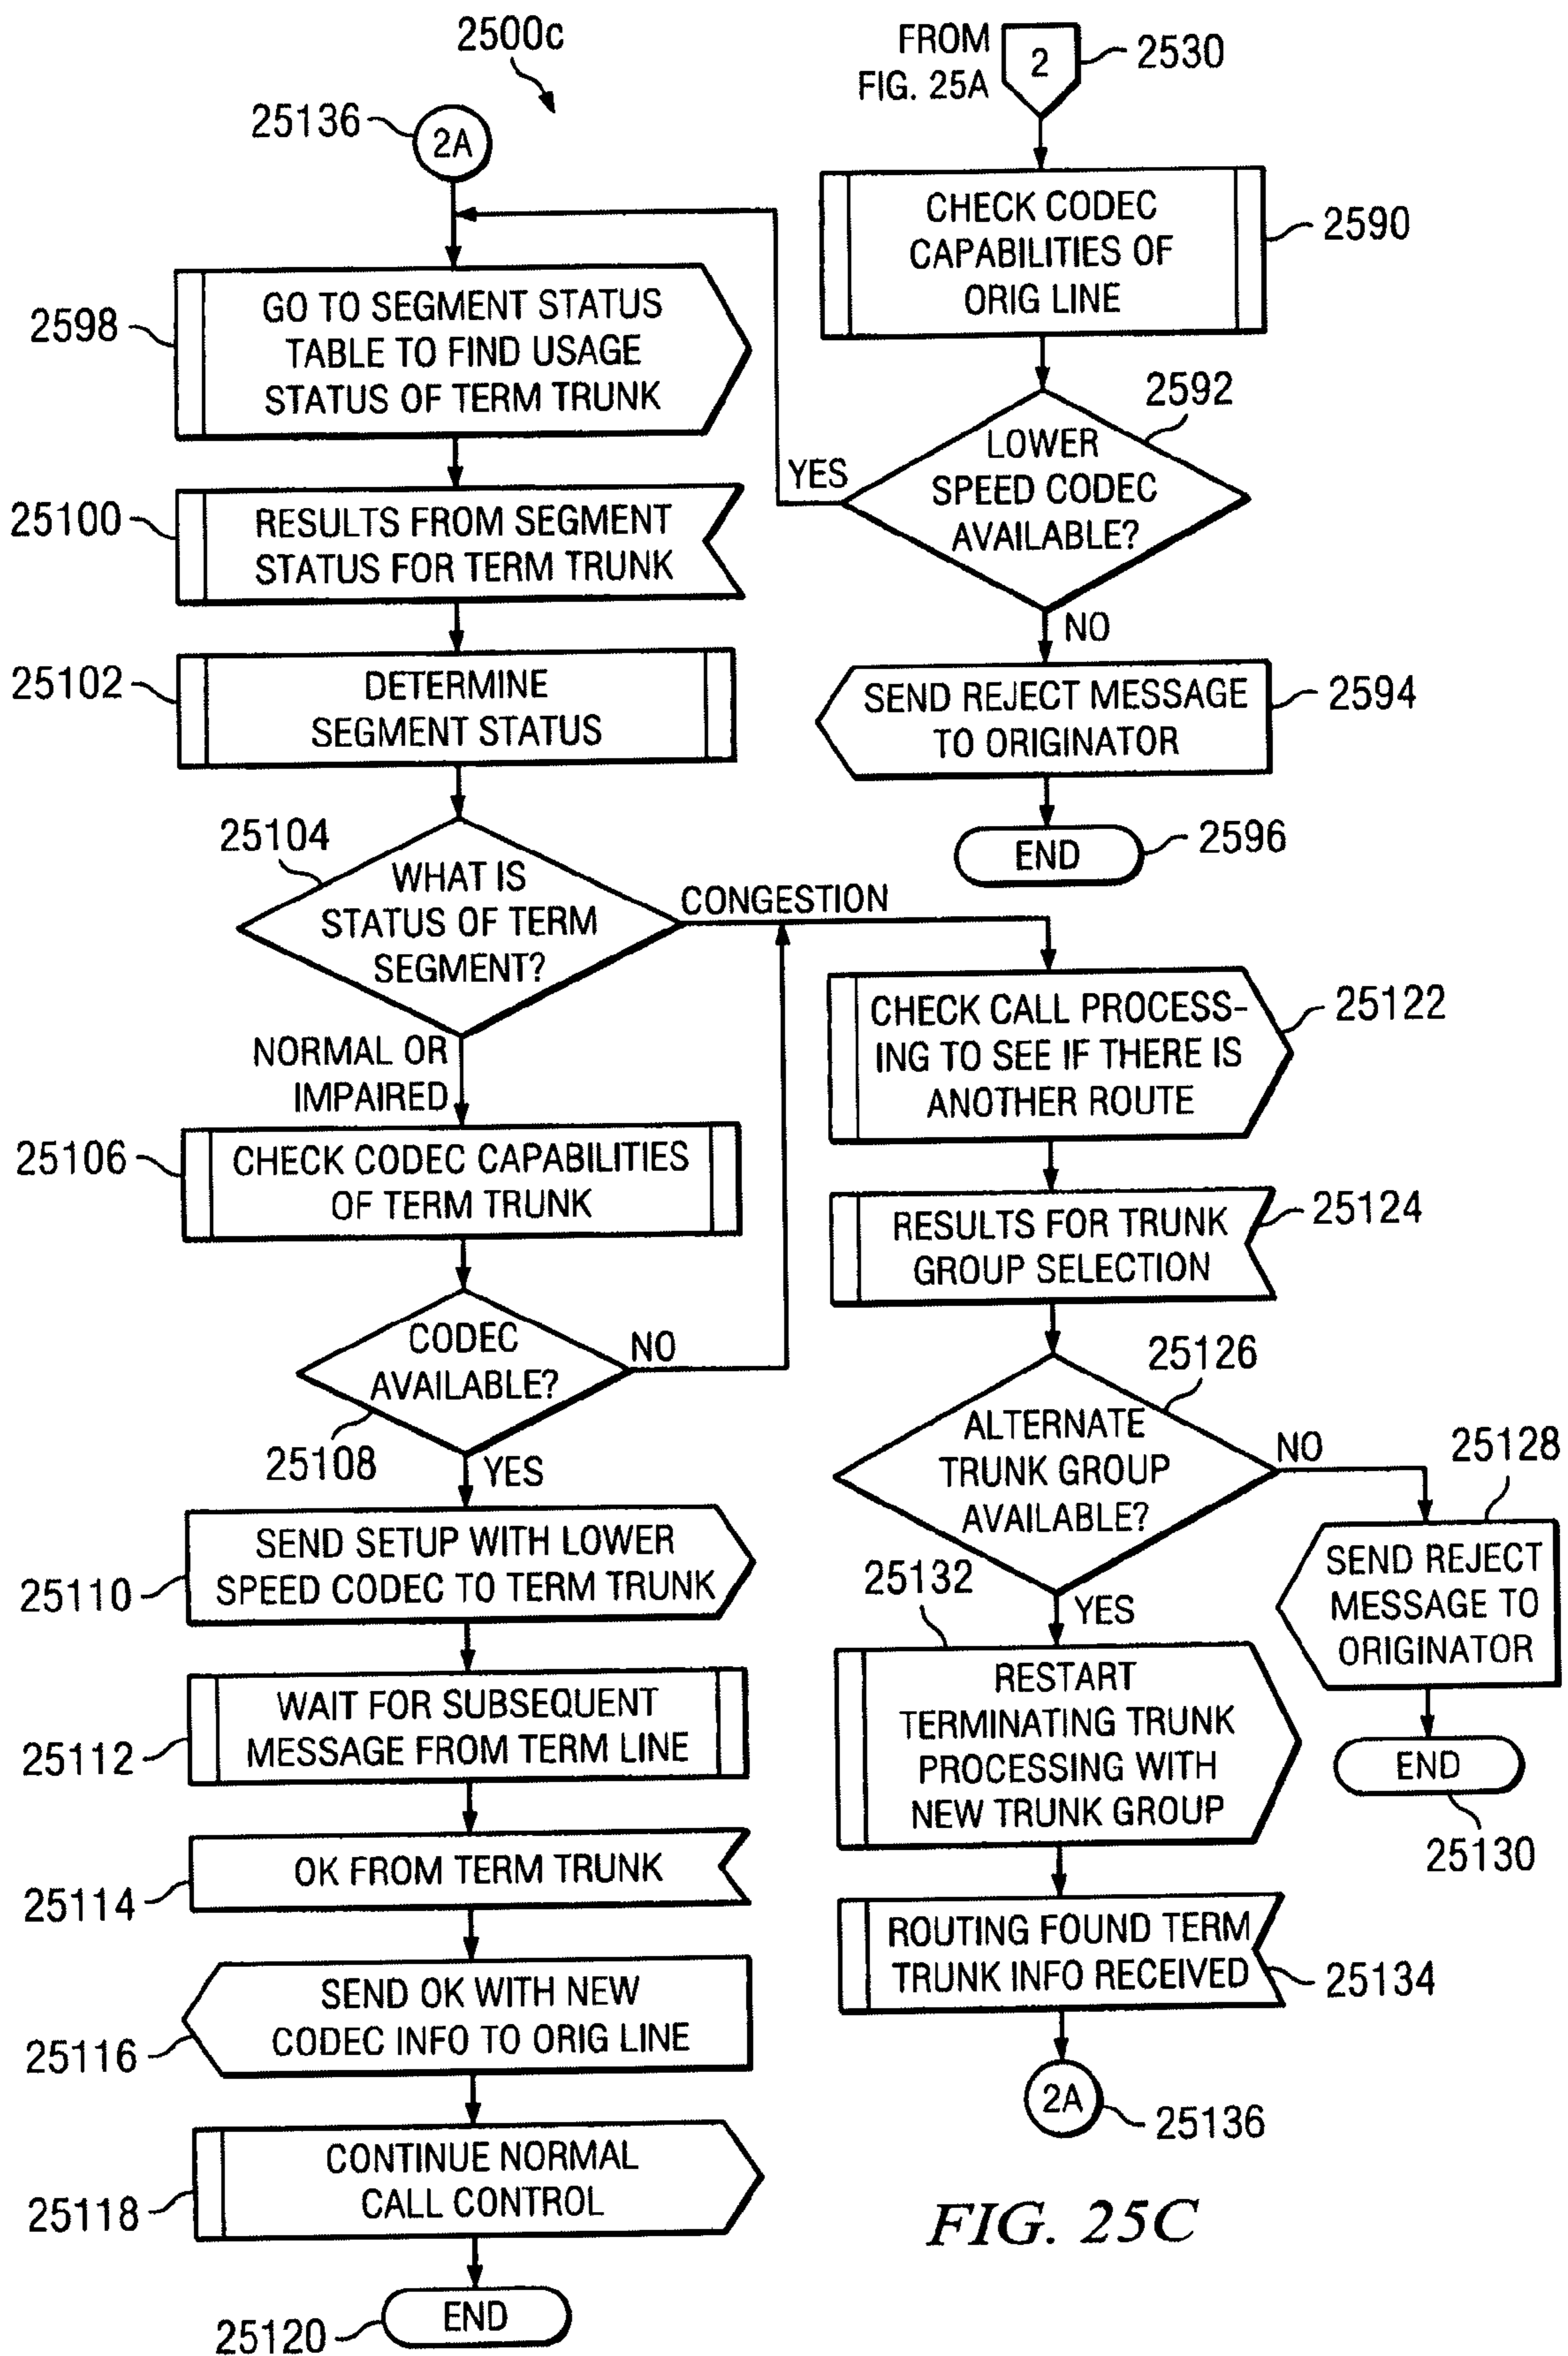 2500c
25136
2A
FROM
FIG. 25A
2
2530
CHECK CODEC
CAPABILITIES OF
ORIG LINE
2590
2592
LOWER
SPEED CODEC
AVAILABLE?
YES
NO
SEND REJECT MESSAGE
TO ORIGINATOR
2594
END
2596
2598
GO TO SEGMENT STATUS
TABLE TO FIND USAGE
STATUS OF TERM TRUNK
25100
RESULTS FROM SEGMENT
STATUS FOR TERM TRUNK
25102
DETERMINE
SEGMENT STATUS
25104
WHAT IS
STATUS OF TERM
SEGMENT?
CONGESTION
NORMAL OR
IMPAIRED
25106
CHECK CODEC CAPABILITIES
OF TERM TRUNK
CODEC
AVAILABLE?
NO
25108
YES
25110
SEND SETUP WITH LOWER
SPEED CODEC TO TERM TRUNK
25112
WAIT FOR SUBSEQUENT
MESSAGE FROM TERM LINE
25114
OK FROM TERM TRUNK
25116
SEND OK WITH NEW
CODEC INFO TO ORIG LINE
25118
CONTINUE NORMAL
CALL CONTROL
25120
END
CHECK CALL PROCESS-
ING TO SEE IF THERE IS
ANOTHER ROUTE
25122
RESULTS FOR TRUNK
GROUP SELECTION
25124
25126
ALTERNATE
TRUNK GROUP
AVAILABLE?
NO
25128
SEND REJECT
MESSAGE TO
ORIGINATOR
END
25130
YES
25132
RESTART
TERMINATING TRUNK
PROCESSING WITH
NEW TRUNK GROUP
ROUTING FOUND TERM
TRUNK INFO RECEIVED
25134
2A
25136
FIG. 25C